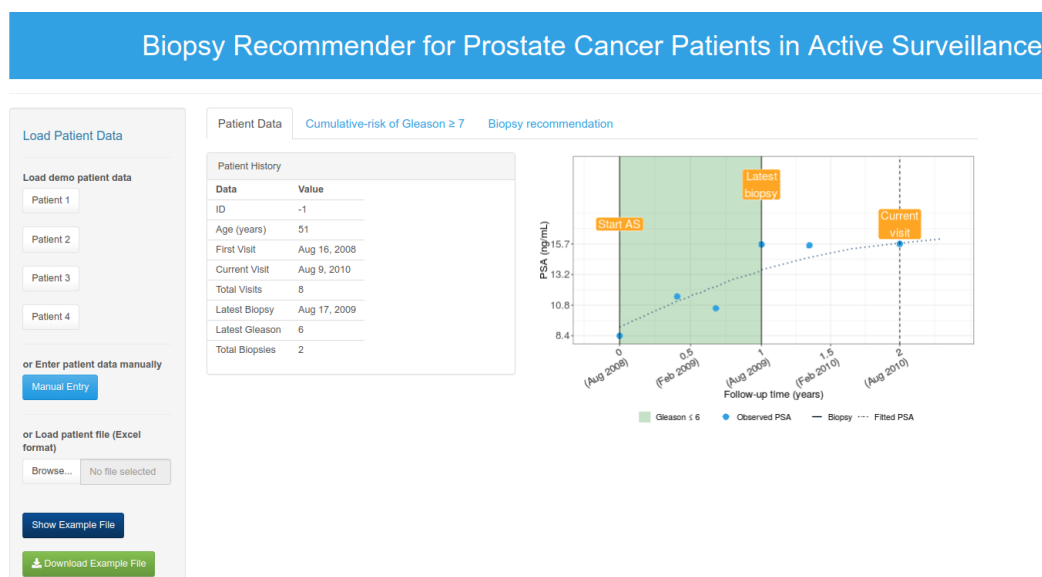 Biopsy Recommender for Prostate Cancer Patients in Active Surveillance
Load Patient Data
Load demo patient data
Patient 1
Patient 2
Patient 3
Patient 4
or Enter patient data manually
Manual Entry
or Load patient file (Excel
format)
Browse... No file selected
Show Example File
Download Example File
Patient Data Cumulative-risk of Gleason ≥ 7 Biopsy recommendation
Patient History
Data Value
ID -1
Age (years) 51
First Visit Aug 16, 2008
Current Visit Aug 9, 2010
Total Visits 8
Latest Biopsy Aug 17, 2009
Latest Gleason 6
Total Biopsies 2
PSA (ng/mL)
15.7
13.2
10.8
8.4
Start AS
Latest
biopsy
Current
visit
0
(Aug 2008)
0.5
(Feb 2009)
1
(Aug 2009)
1.5
(Feb 2010)
2
(Aug 2010)
Follow-up time (years)
Gleason ≤ 6 Observed PSA Biopsy Fitted PSA